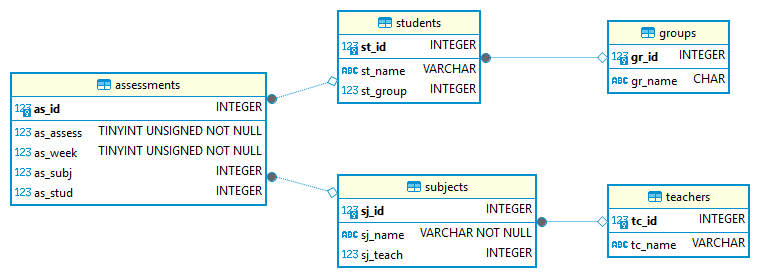 students
123 st_id INTEGER
ABC st_name VARCHAR
123 st_group INTEGER
groups
123 gr_id INTEGER
ABC gr_name CHAR
assessments
123 as_id INTEGER
123 as_assess TINYINT UNSIGNED NOT NULL
123 as_week TINYINT UNSIGNED NOT NULL
123 as_subj INTEGER
123 as_stud INTEGER
subjects
123 sj_id INTEGER
ABC sj_name VARCHAR NOT NULL
123 sj_teach INTEGER
teachers
123 tc_id INTEGER
ABC tc_name VARCHAR